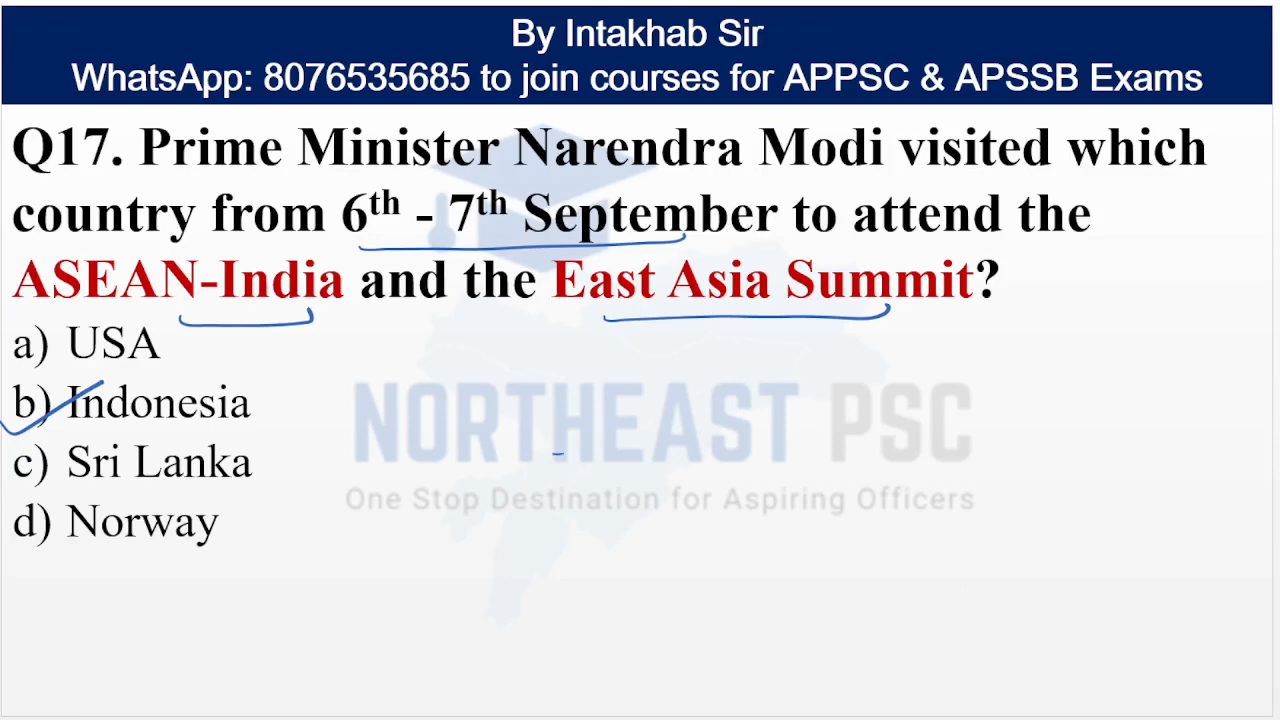 By Intakhab Sir
WhatsApp: 8076535685 to join courses for APPSC & APSSB Exams
Q17. Prime Minister Narendra Modi visited which
country from 6th - 7th September to attend the
ASEAN-India and the East Asia Summit?
a) USA
b) Indonesia
c) Sri Lanka
d) Norway
NORTHEAST PSC
One Stop Destination for Aspiring Officers